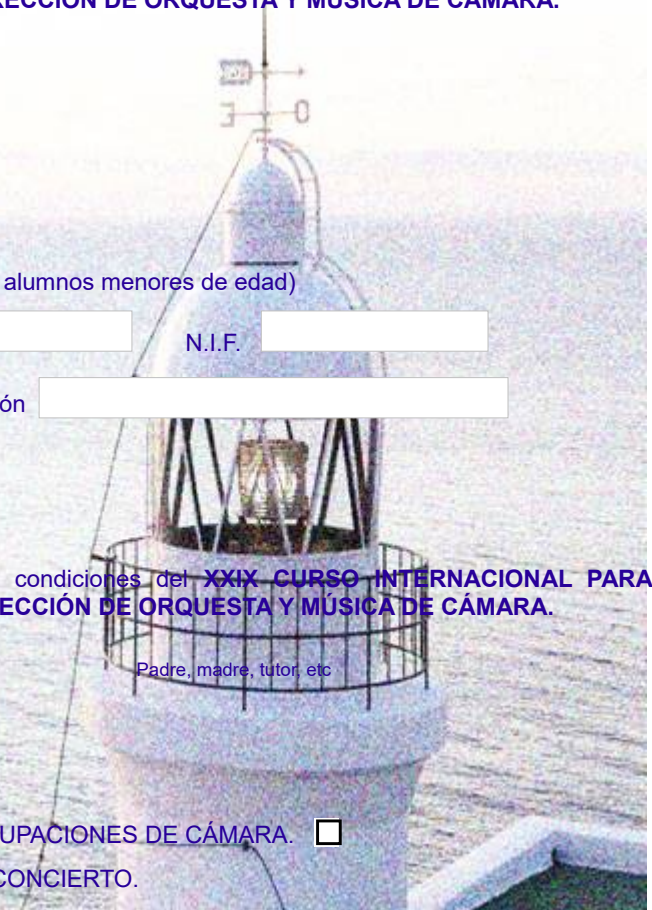 RECCIÓN DE ORQUESTA Y MÚSICA DE CÁMARA.
E O
alumnos menores de edad)
N.I.F.
ón
condiciones del XXIX CURSO INTERNACIONAL PARA
ECCIÓN DE ORQUESTA Y MÚSICA DE CÁMARA.
Padre, madre, tutor, etc
UPACIONES DE CÁMARA.
CONCIERTO.